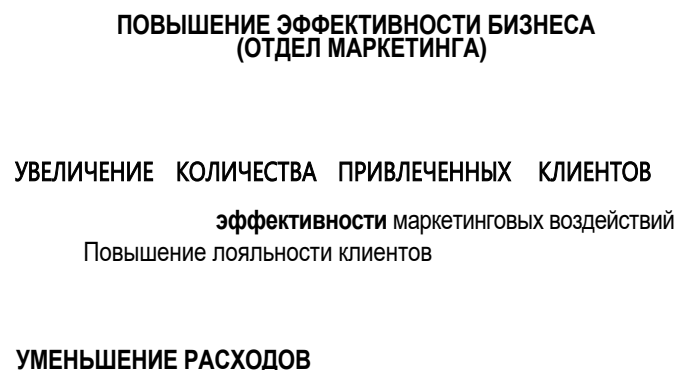 ПОВЫШЕНИЕ ЭФФЕКТИВНОСТИ БИЗНЕСА
(ОТДЕЛ МАРКЕТИНГА)
УВЕЛИЧЕНИЕ КОЛИЧЕСТВА ПРИВЛЕЧЕННЫХ КЛИЕНТОВ
эффективности маркетинговых воздействий
Повышение лояльности клиентов
УМЕНЬШЕНИЕ РАСХОДОВ